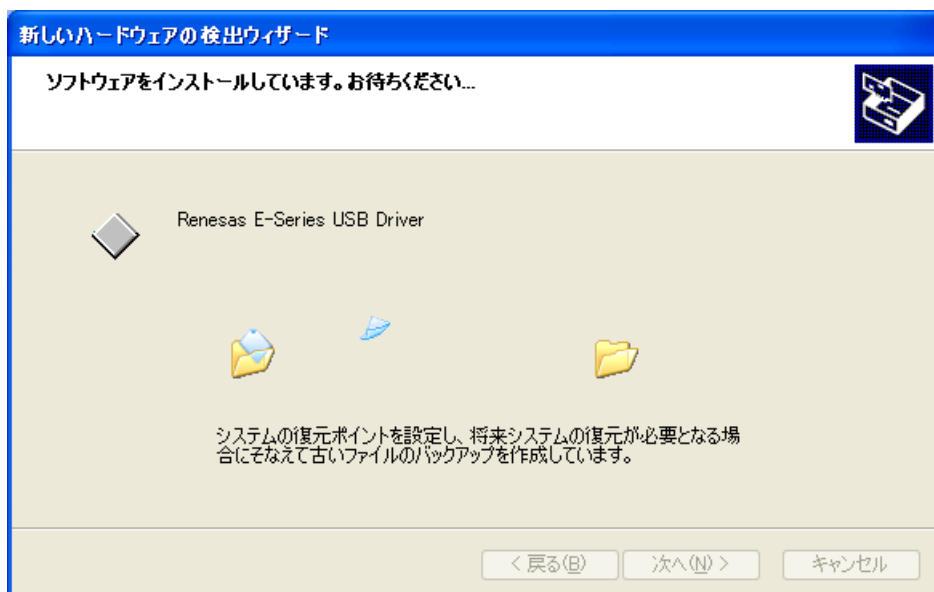 新しいハードウェアの検出ウィザード
ソフトウェアをインストールしています。お待ちください...
Renesas E-Series USB Driver
システムの復元ポイントを設定し、将来システムの復元が必要となる場
合にそなえて古いファイルのバックアップを作成しています。
< 戻る(B) 次へ(N) > キャンセル